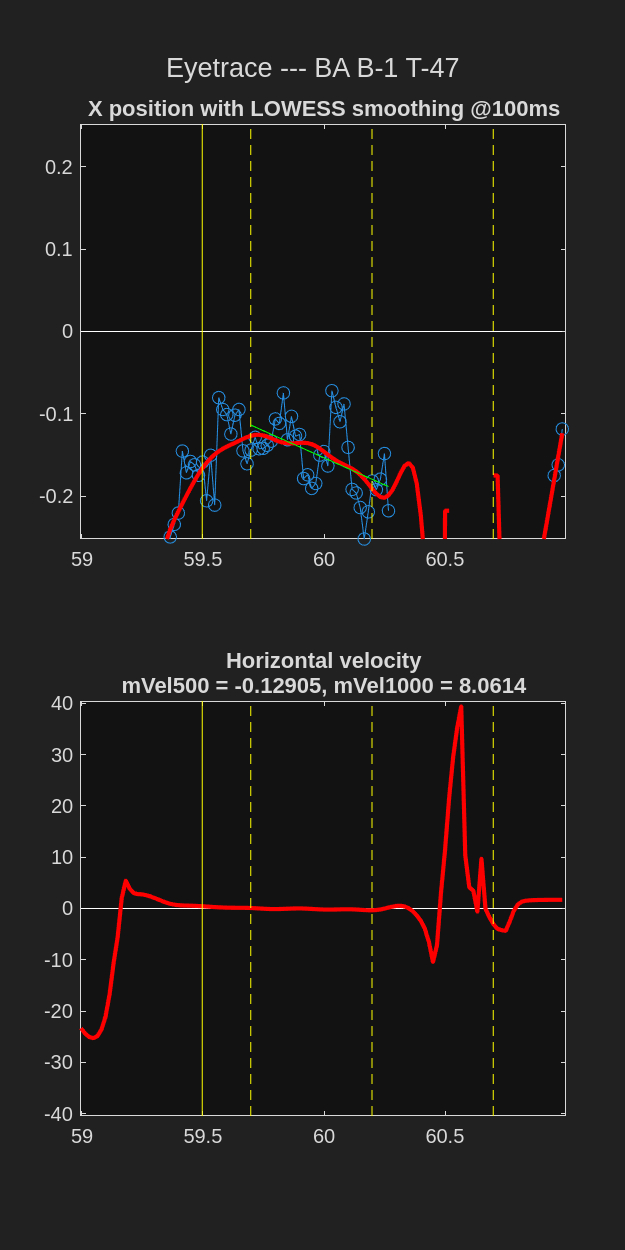 Eyetrace --- BA B-1 T-47
X position with LOWESS smoothing @100ms
0.2
0.1
0
-0.1
-0.2
59 59.5 60 60.5
Horizontal velocity
mVel500 = -0.12905, mVel1000 = 8.0614
40
30
20
10
0
-10
-20
-30
-40
59 59.5 60 60.5